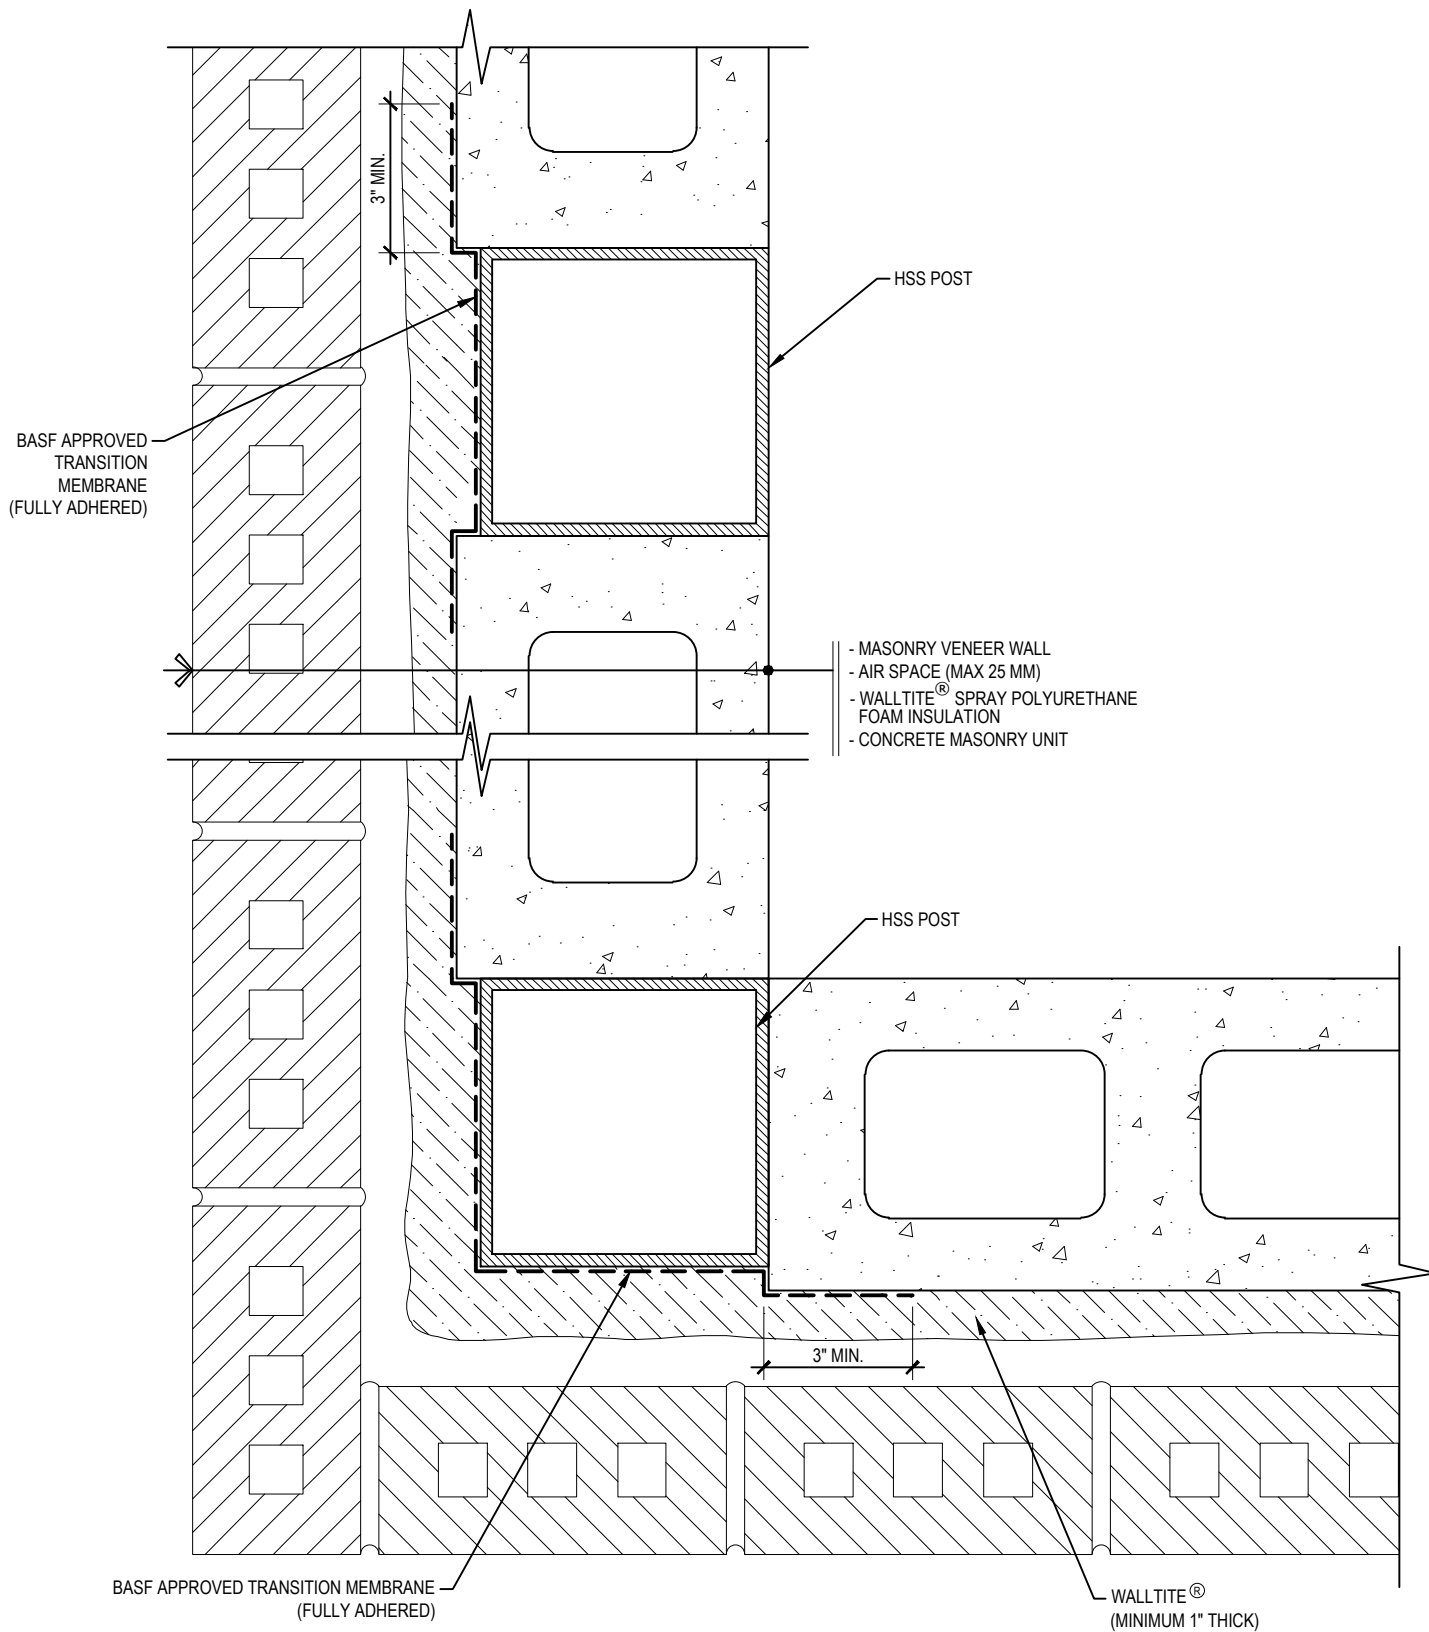 3" MIN.
HSS POST
BASF APPROVED
TRANSITION
MEMBRANE
(FULLY ADHERED)
- MASONRY VENEER WALL
- AIR SPACE (MAX 25 MM)
- WALLTITE® SPRAY POLYURETHANE
FOAM INSULATION
- CONCRETE MASONRY UNIT
HSS POST
3" MIN.
BASF APPROVED TRANSITION MEMBRANE
(FULLY ADHERED)
WALLTITE®
(MINIMUM 1" THICK)